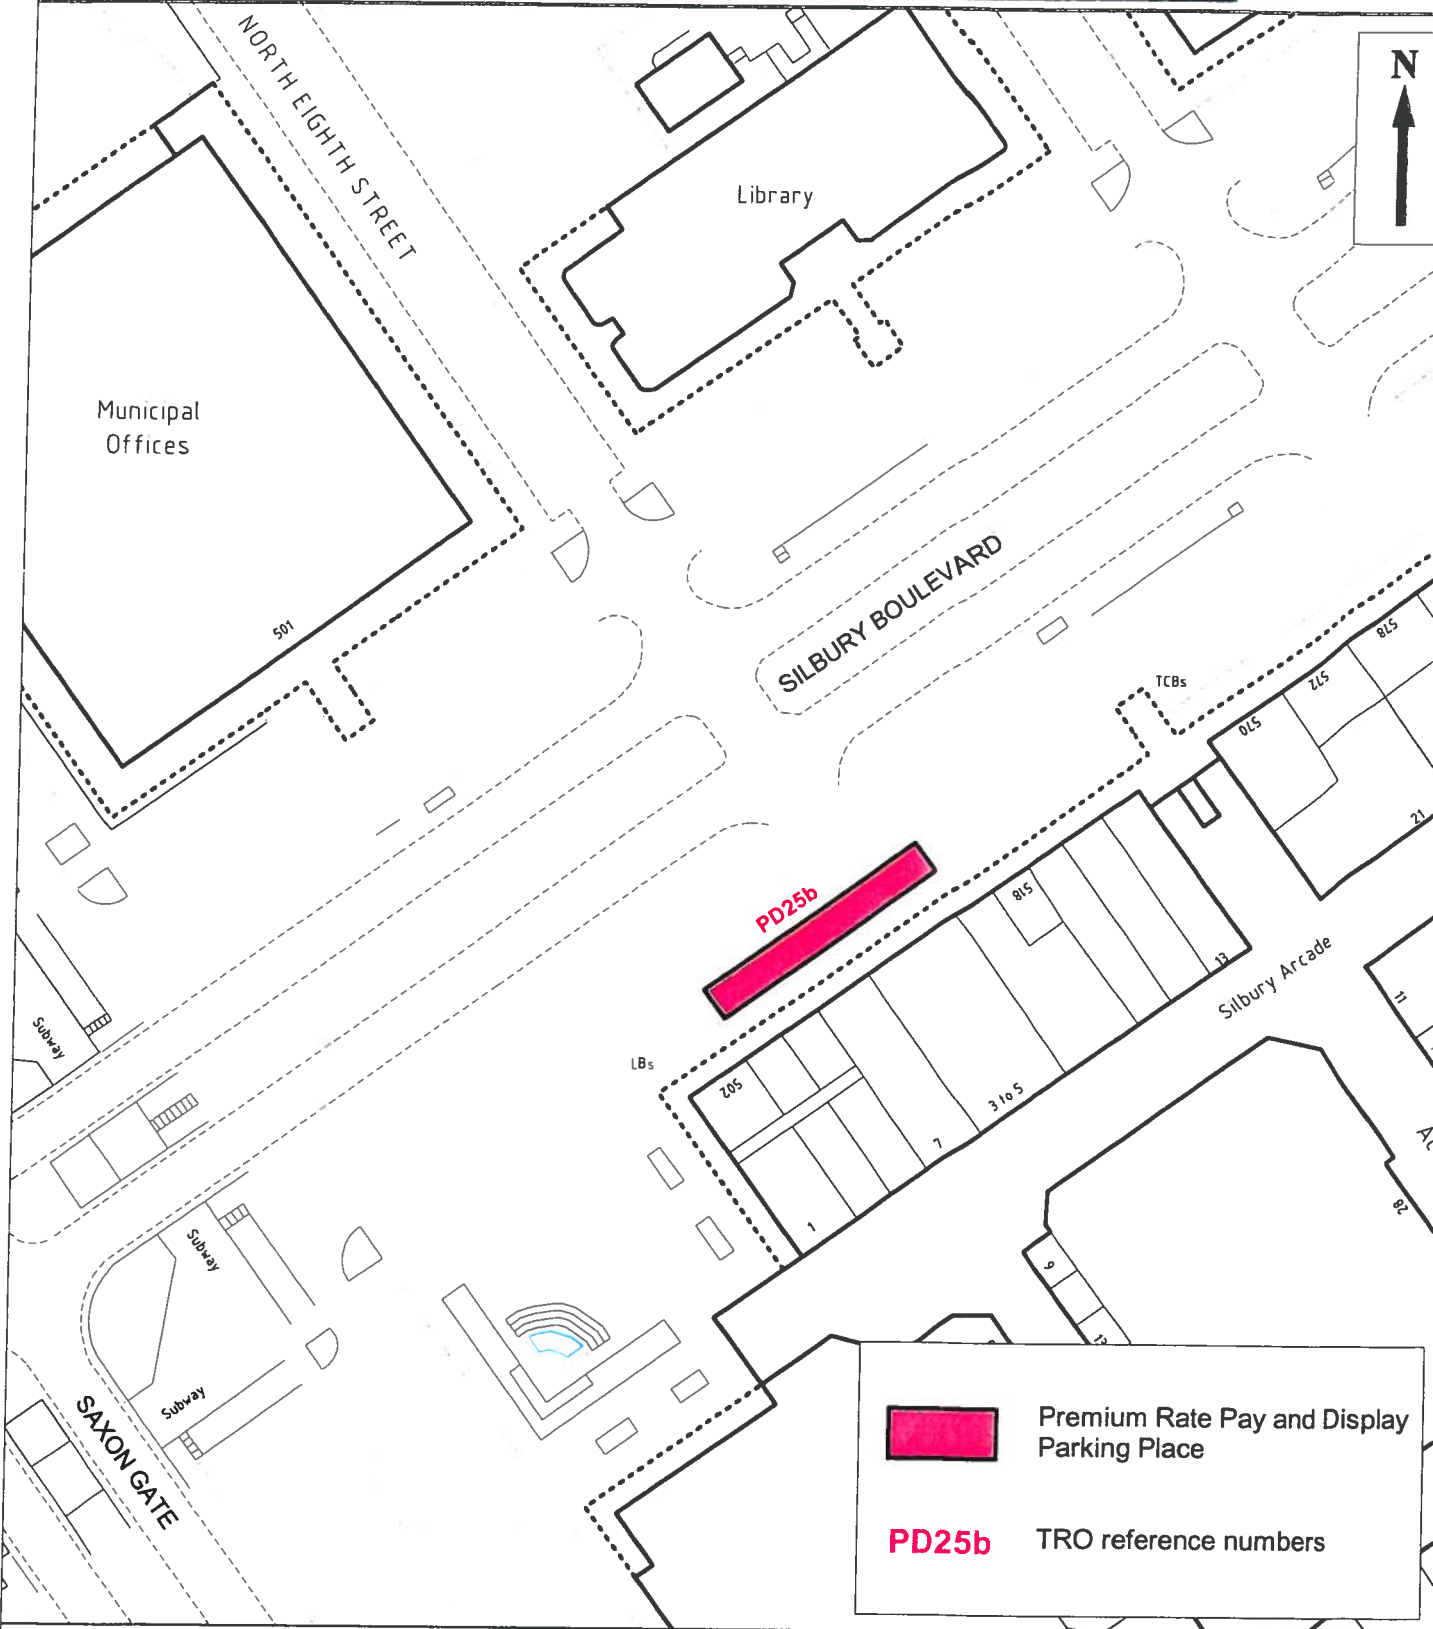 NORTH EIGHTH STREET
N
Library
Municipal
Offices
501
SILBURY BOULEVARD
TCBs
578
572
570
21
PD25b
518
13
Silbury Arcade
11
Subway
LBs
502
3 to 5
7
1
28
Subway
9
13
Subway
SAXON GATE
Premium Rate Pay and Display
Parking Place
PD25b TRO reference numbers